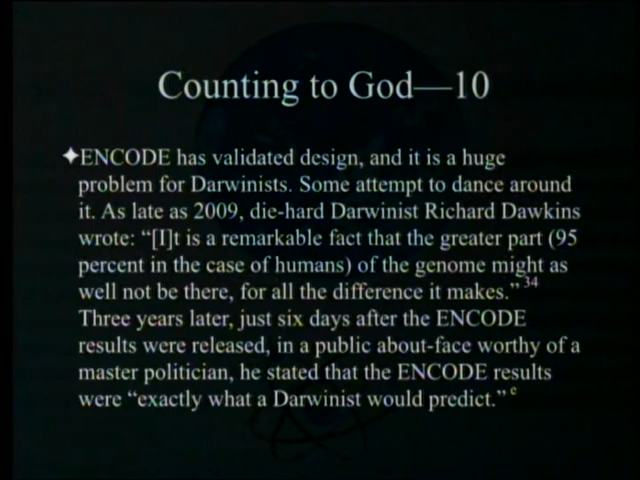 Counting to God—10
✦ENCODE has validated design, and it is a huge
problem for Darwinists. Some attempt to dance around
it. As late as 2009, die-hard Darwinist Richard Dawkins
wrote: “[I]t is a remarkable fact that the greater part (95
percent in the case of humans) of the genome might as
well not be there, for all the difference it makes.” 34
Three years later, just six days after the ENCODE
results were released, in a public about-face worthy of a
master politician, he stated that the ENCODE results
were “exactly what a Darwinist would predict.” e